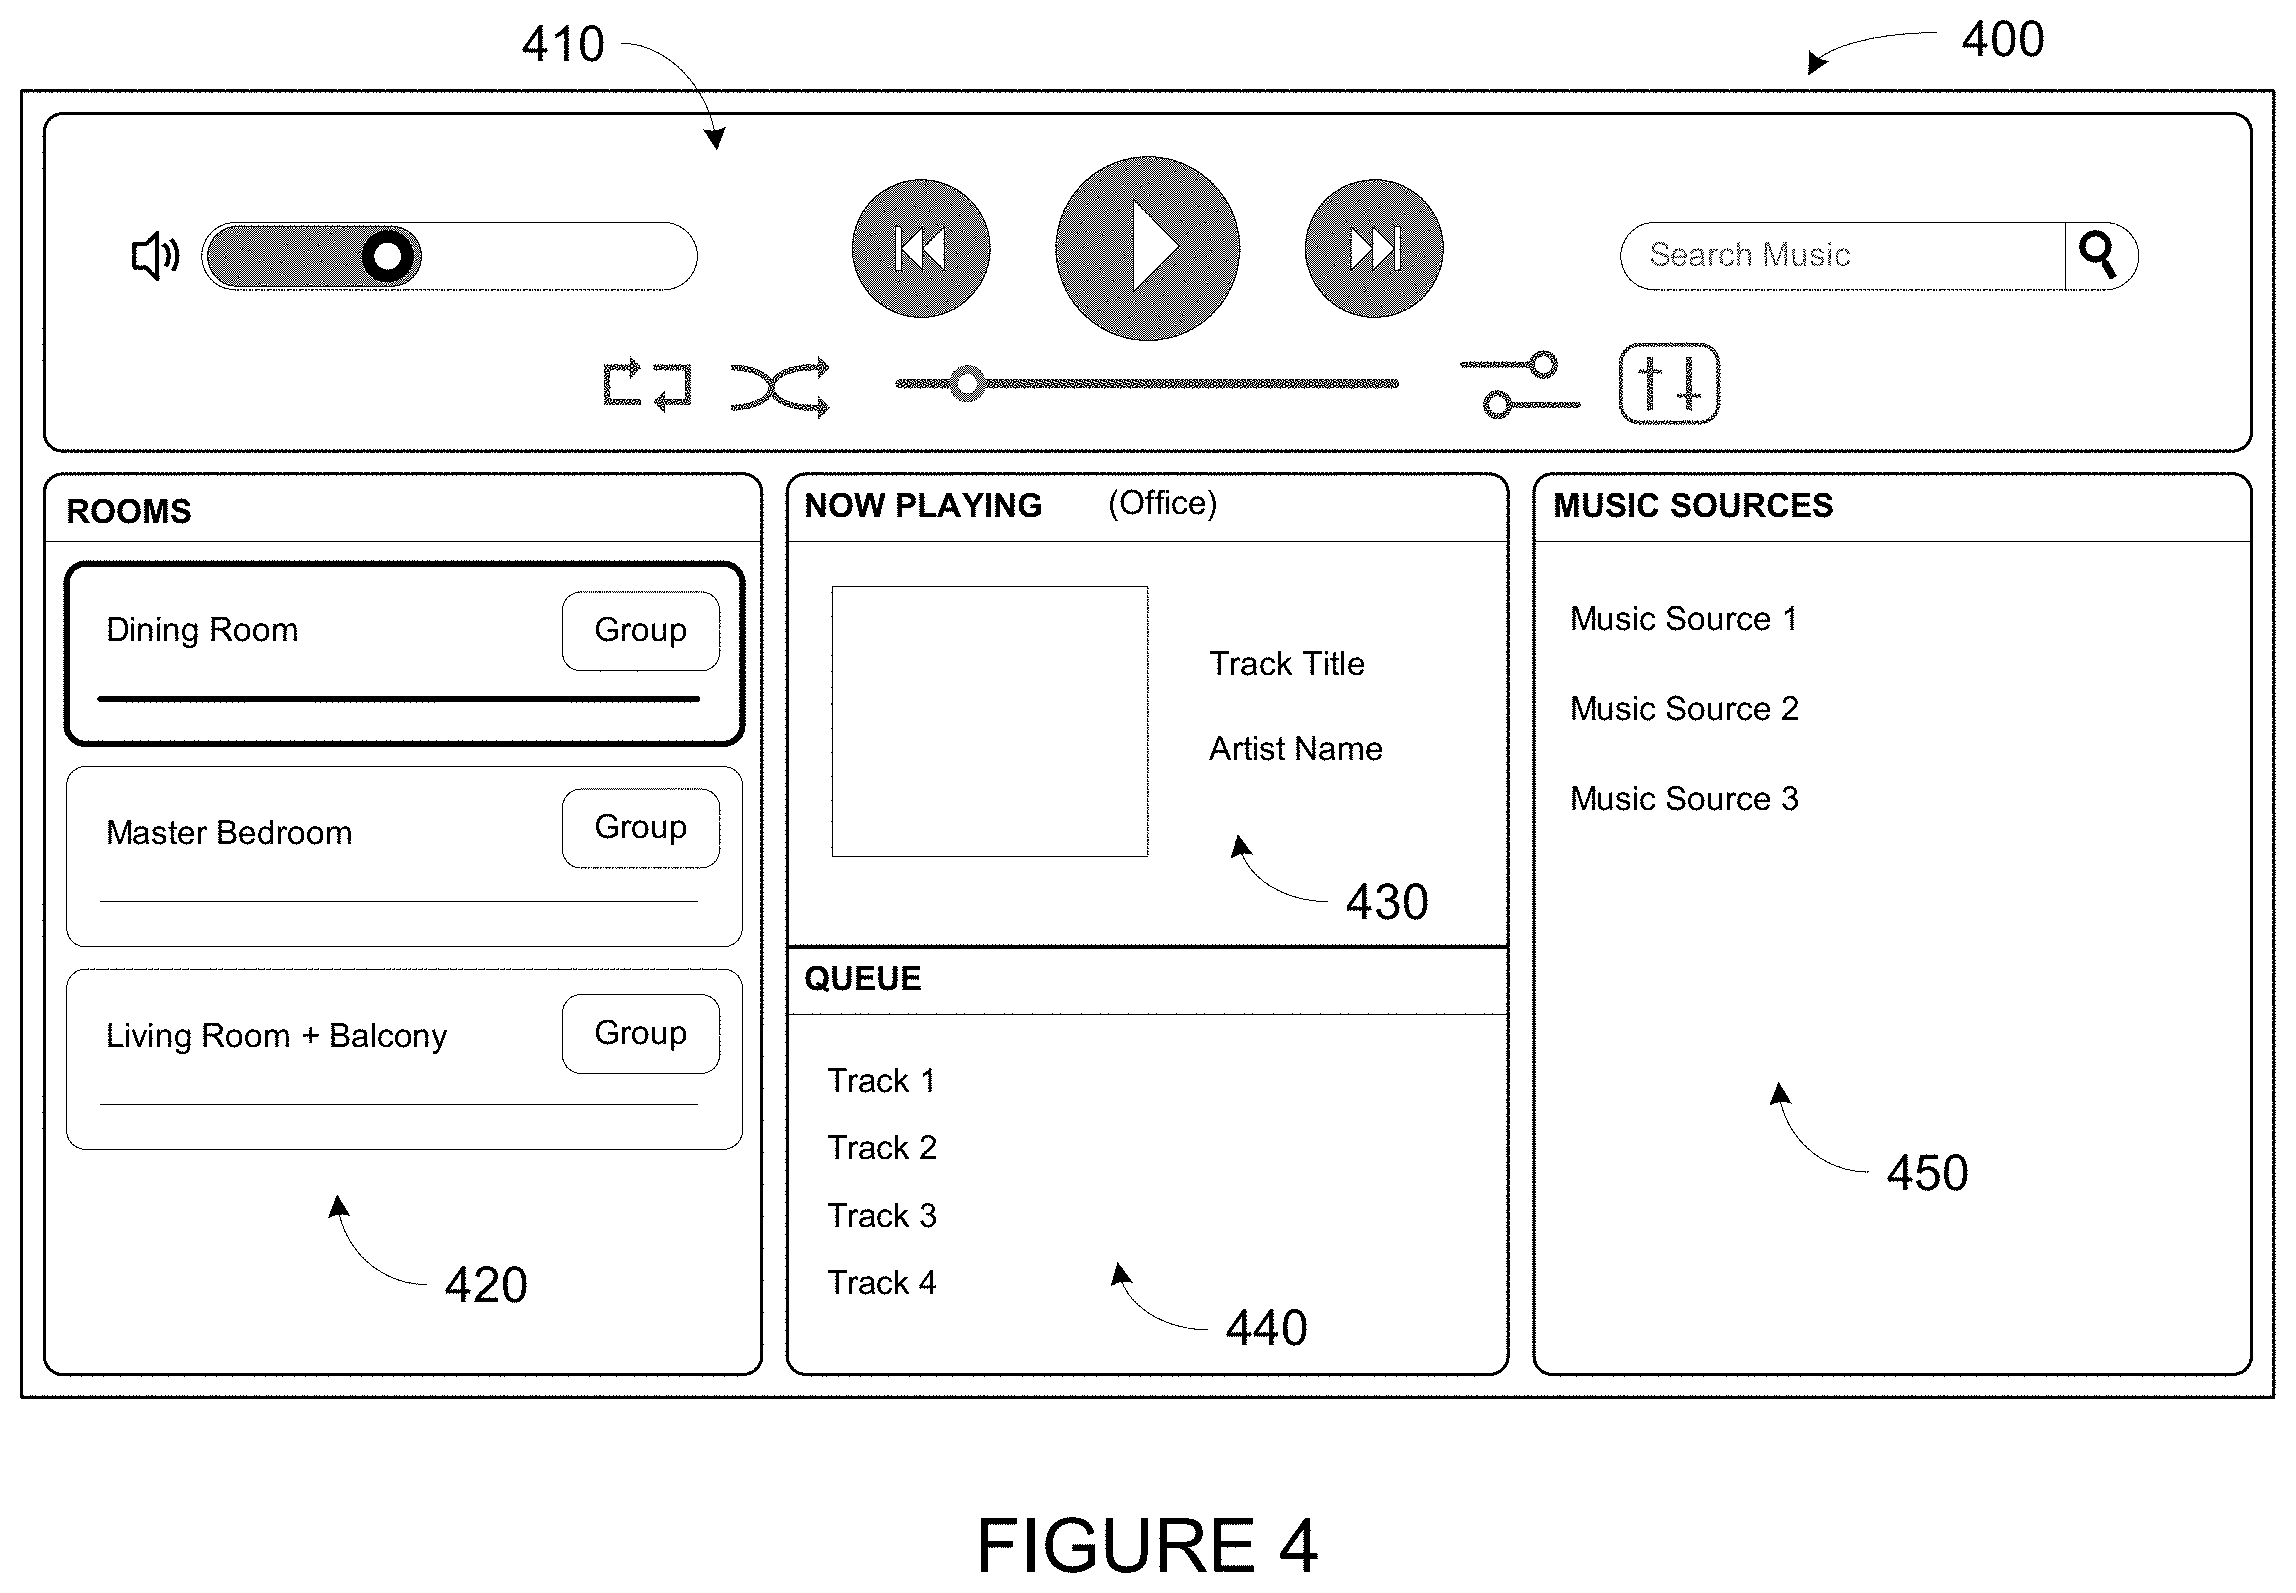 410
400
Search Music
ROOMS
Dining Room
Group
Master Bedroom
Group
Living Room + Balcony
Group
420
NOW PLAYING (Office)
Track Title
Artist Name
430
QUEUE
Track 1
Track 2
Track 3
Track 4
440
MUSIC SOURCES
Music Source 1
Music Source 2
Music Source 3
450
FIGURE 4